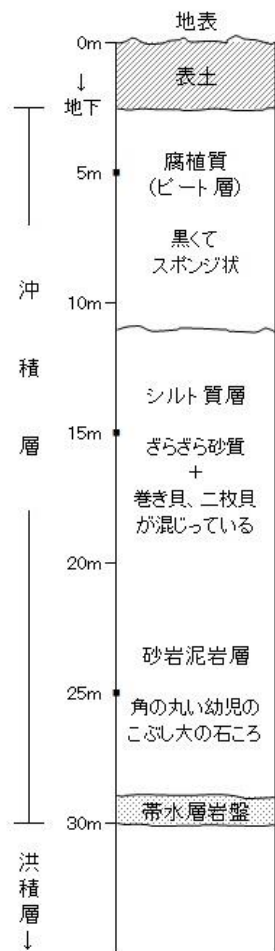 地表
0m
↓
地下
表土
5m
腐植質
(ピート層)
黒くて
スポンジ状
10m
沖
積
層
シルト質層
15m
ざらざら砂質
+
巻き貝、二枚貝
が混じっている
20m
砂岩泥岩層
25m
角の丸い幼児の
こぶし大の石ころ
帯水層岩盤
30m
洪
積
層
↓